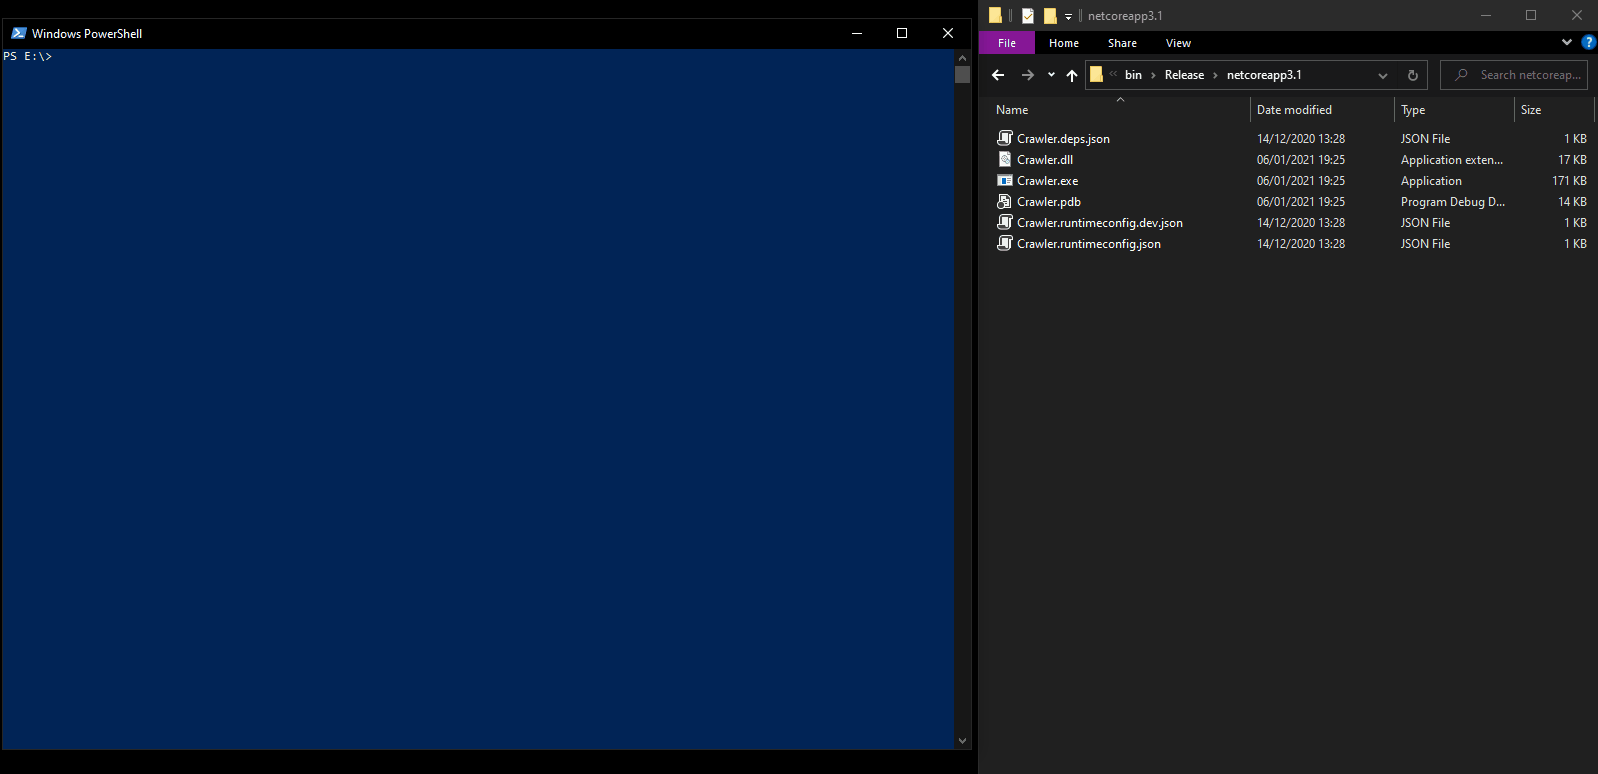 Windows PowerShell
PS E:\>
netcoreapp3.1
File Home Share View
bin Release netcoreapp3.1 Search netcoreap...
Name Date modified Type Size
Crawler.deps.json 14/12/2020 13:28 JSON File 1 KB
Crawler.dll 06/01/2021 19:25 Application exten... 17 KB
Crawler.exe 06/01/2021 19:25 Application 171 KB
Crawler.pdb 06/01/2021 19:25 Program Debug D... 14 KB
Crawler.runtimeconfig.dev.json 14/12/2020 13:28 JSON File 1 KB
Crawler.runtimeconfig.json 14/12/2020 13:28 JSON File 1 KB